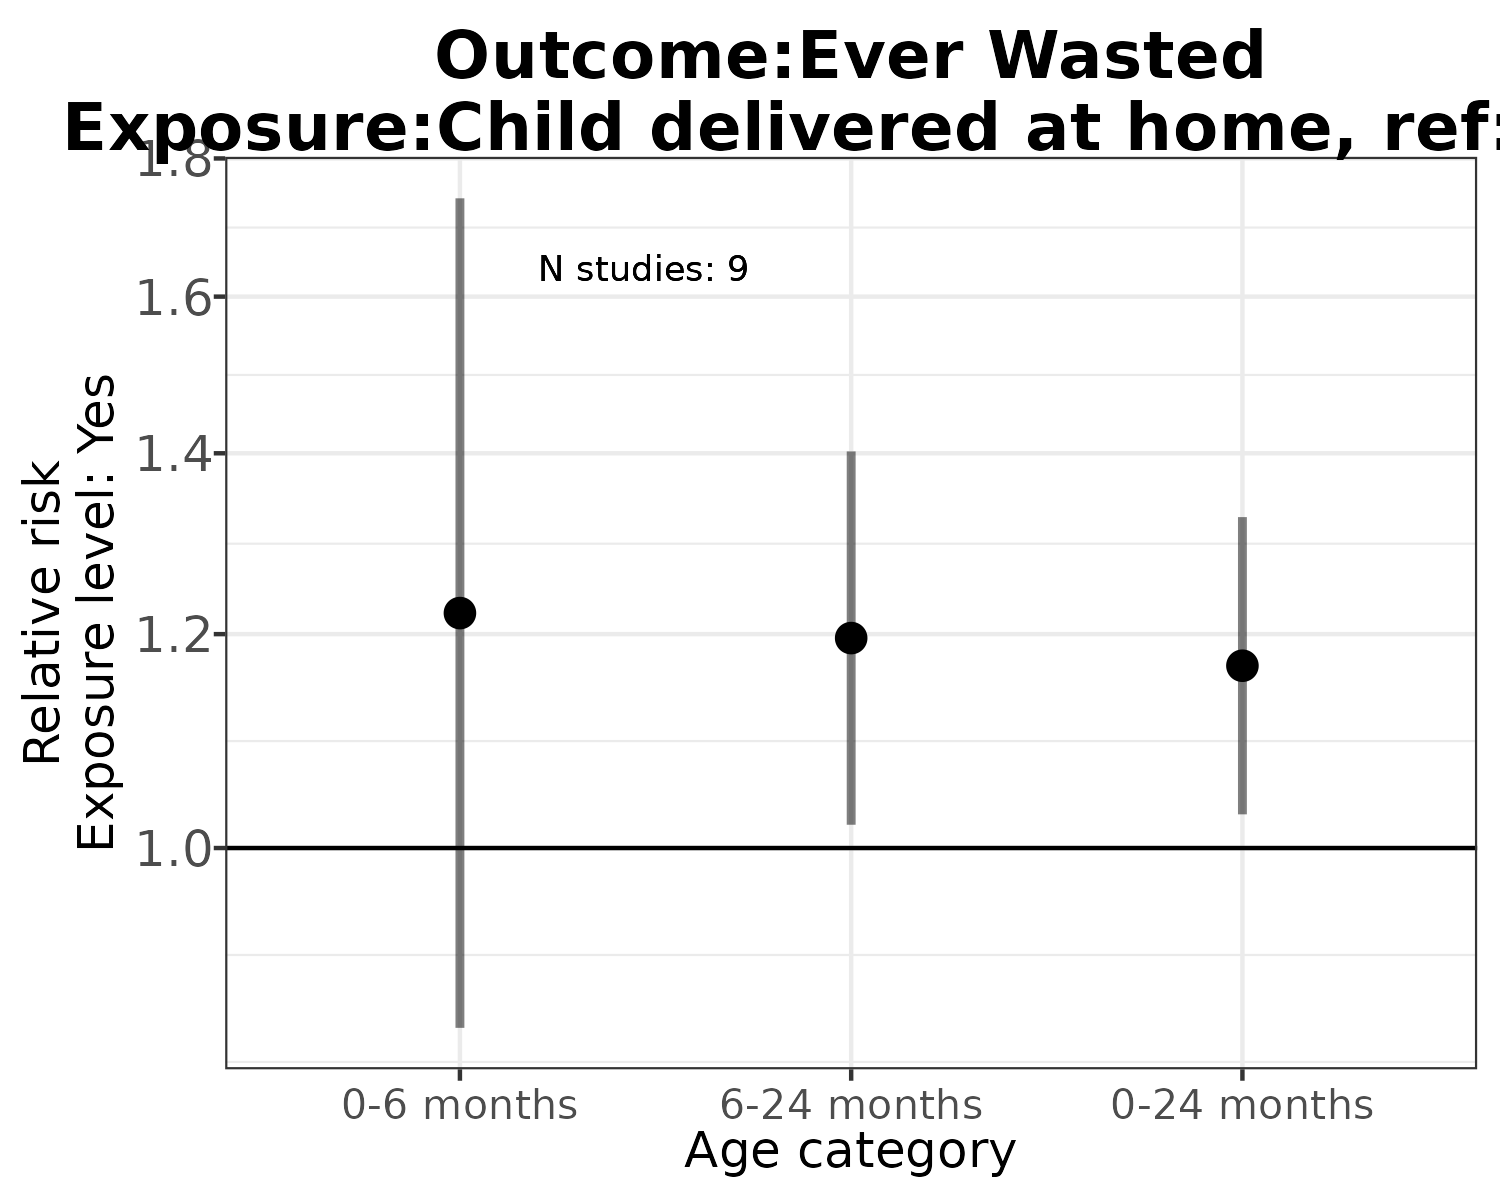 Outcome:Ever Wasted
Exposure:Child delivered at home, ref:
1.8
N studies: 9
1.6
1.4
1.2
1.0
Relative risk
Exposure level: Yes
0-6 months
6-24 months
0-24 months
Age category